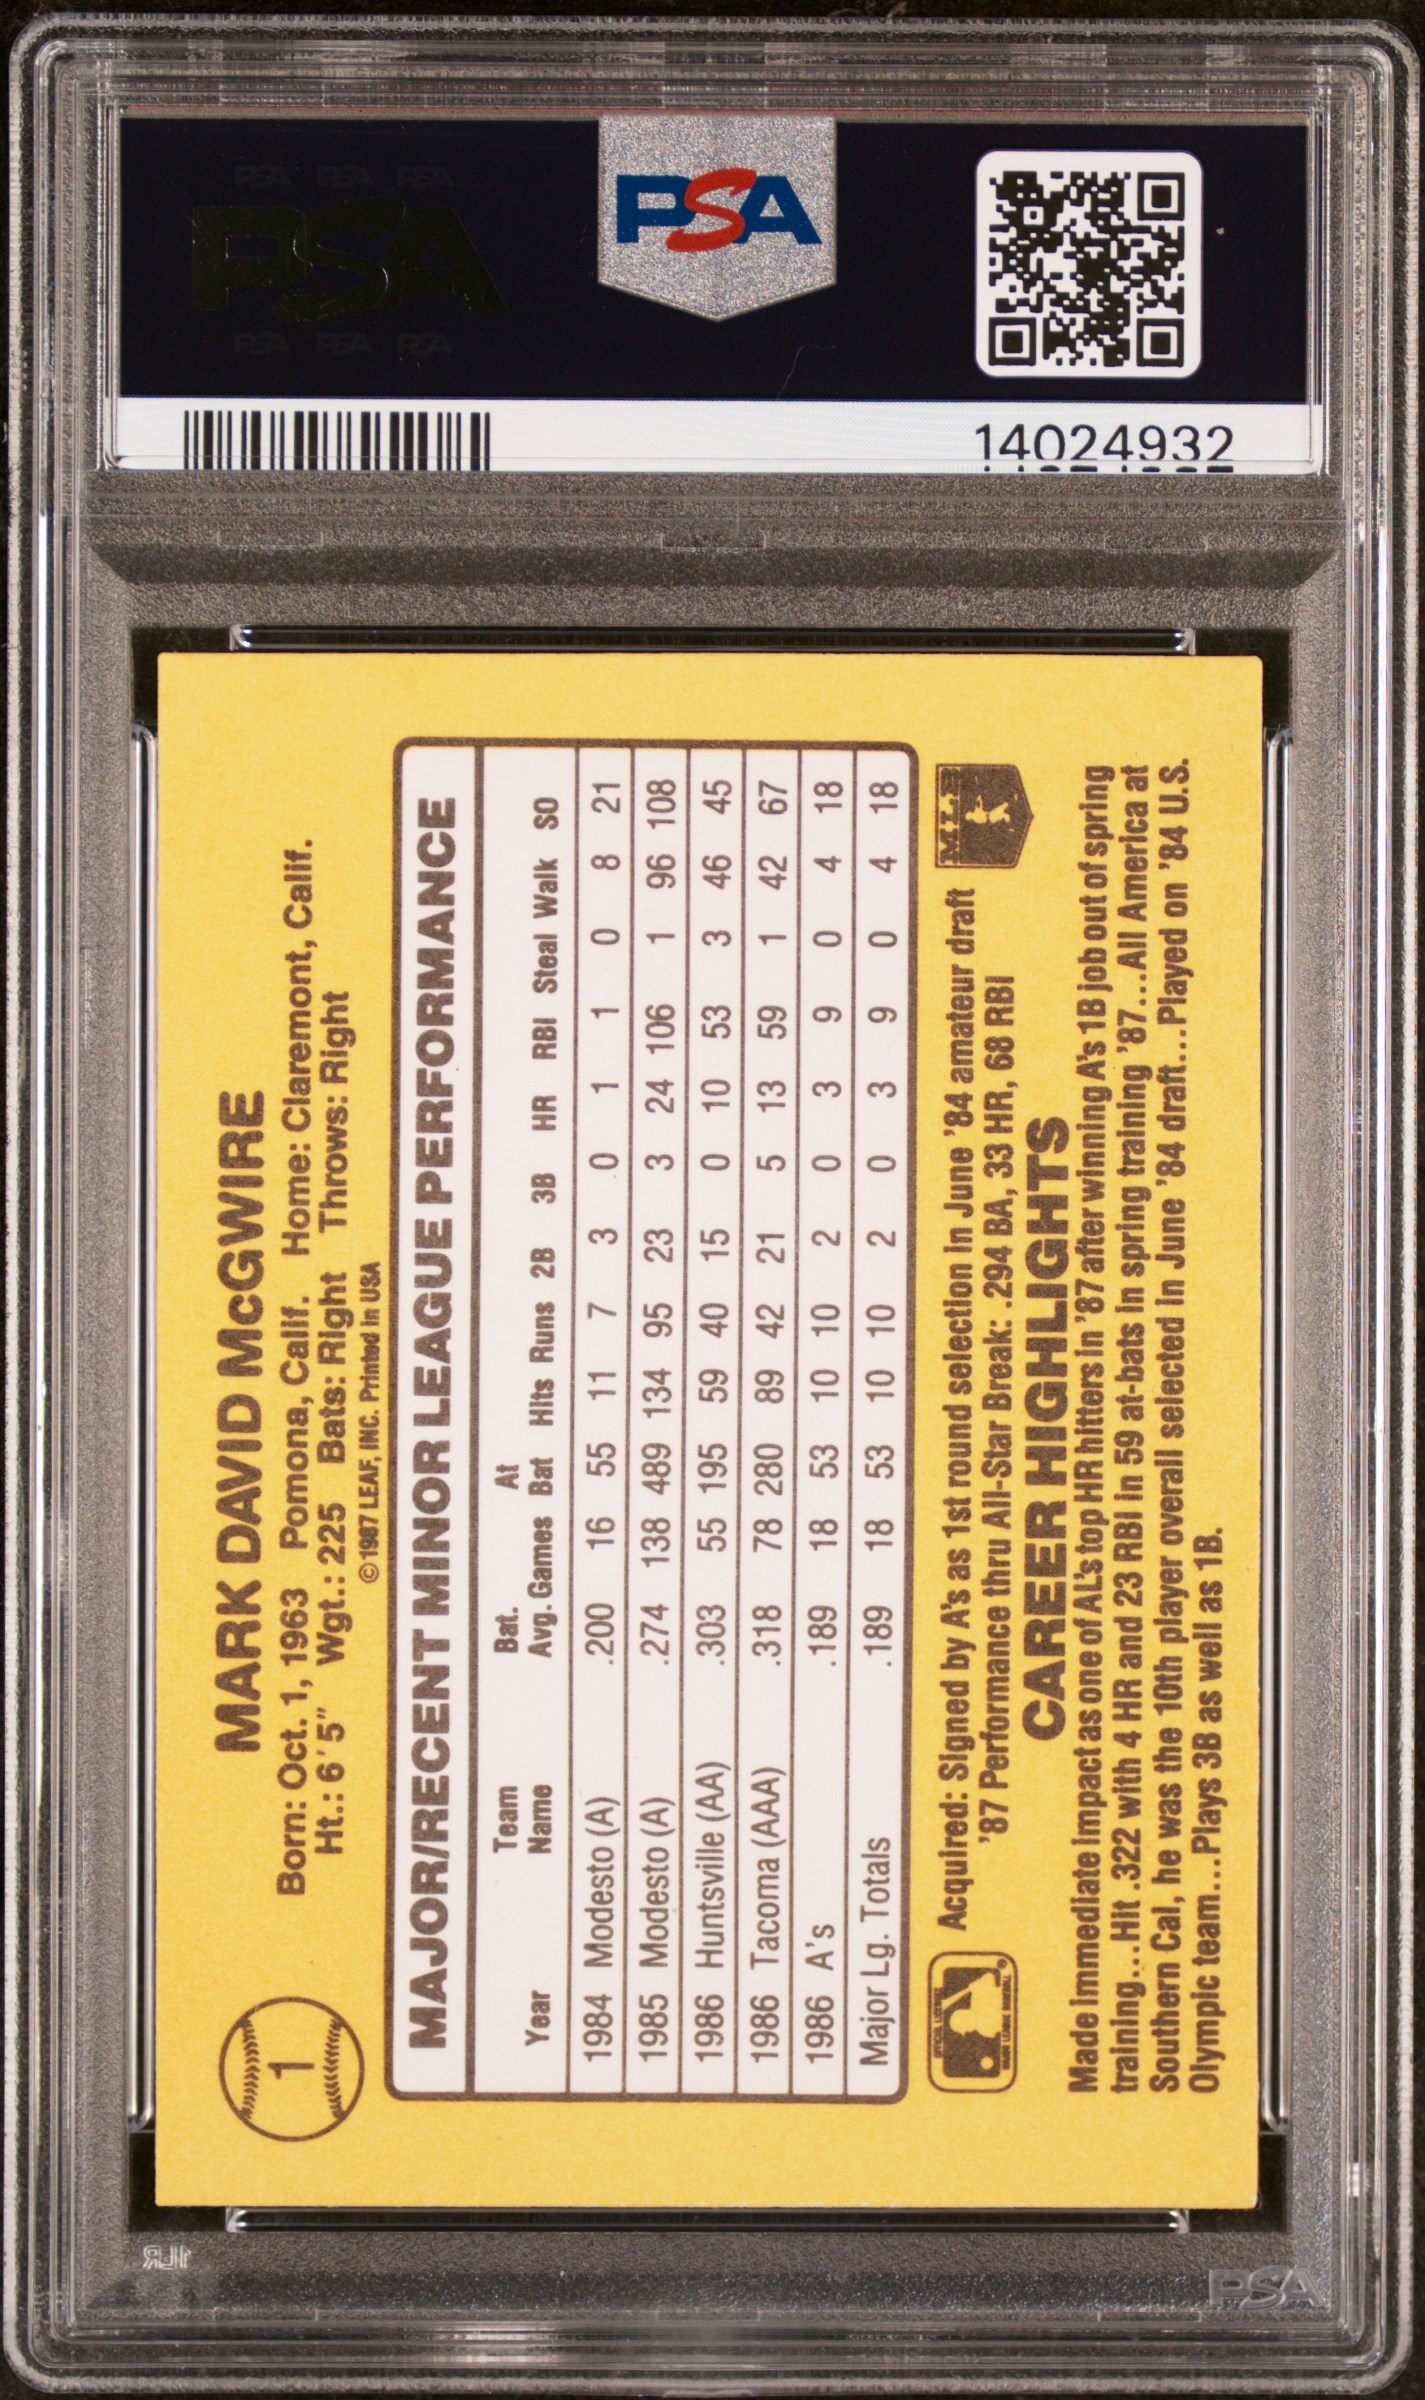 PSA PSA PSA
PSA
PSA PSA PSA
PSA
14024932
1
MARK DAVID McGWIRE
Born: Oct. 1, 1963 Pomona, Calif. Home: Claremont, Calif.
Ht.: 6'5" Wgt.: 225 Bats: Right Throws: Right
©1987 LEAF, INC. Printed in USA
MAJOR/RECENT MINOR LEAGUE PERFORMANCE
Team Bat. At
Year Name Avg. Games Bat Hits Runs 2B 3B HR RBI Steal Walk SO
1984 Modesto (A) .200 16 55 11 7 3 0 1 1 0 8 21
1985 Modesto (A) .274 138 489 134 95 23 3 24 106 1 96 108
1986 Huntsville (AA) .303 55 195 59 40 15 0 10 53 3 46 45
1986 Tacoma (AAA) .318 78 280 89 42 21 5 13 59 1 42 67
1986 A's .189 18 53 10 10 2 0 3 9 0 4 18
Major Lg. Totals .189 18 53 10 10 2 0 3 9 0 4 18
Acquired: Signed by A's as 1st round selection in June '84 amateur draft
'87 Performance thru All-Star Break: .294 BA, 33 HR, 68 RBI
MLB
CAREER HIGHLIGHTS
Made immediate impact as one of AL's top HR hitters in '87 after winning A's 1B job out of spring
training...Hit .322 with 4 HR and 23 RBI in 59 at-bats in spring training '87...All America at
Southern Cal, he was the 10th player overall selected in June '84 draft...Played on '84 U.S.
Olympic team...Plays 3B as well as 1B.
PSA